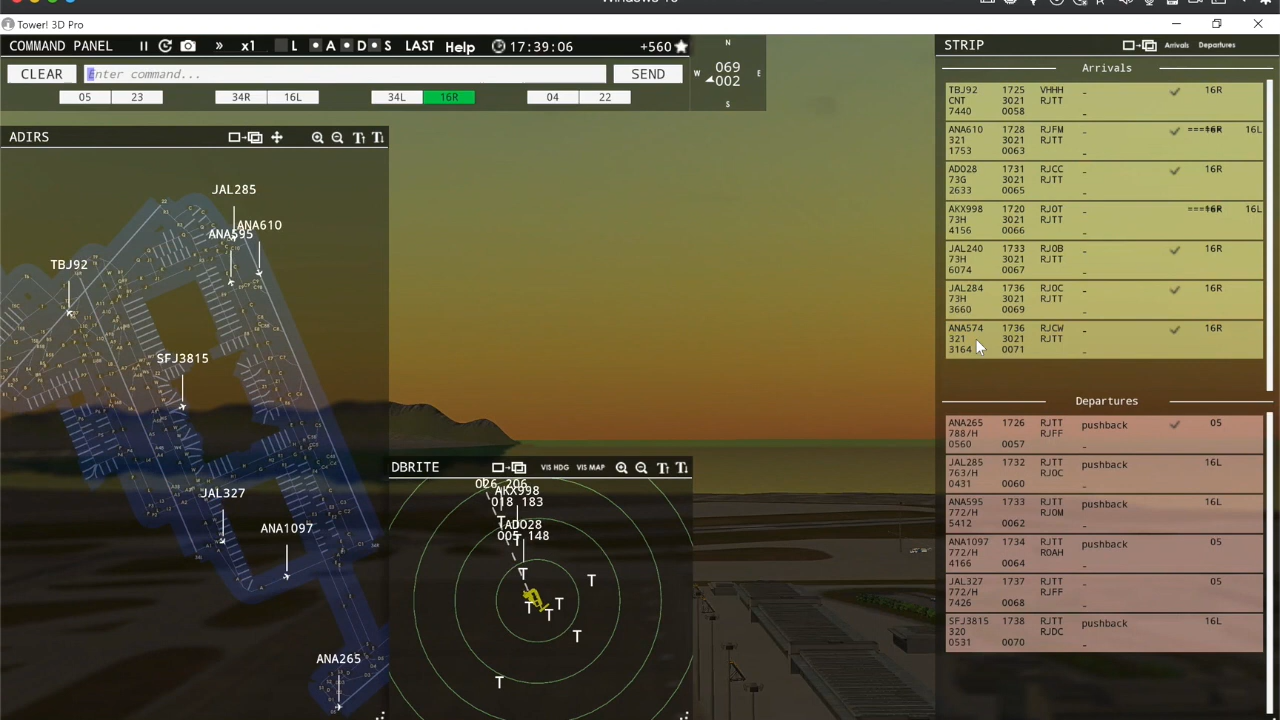 Tower! 3D Pro
COMMAND PANEL x1 L A D S LAST Help 17:39:06 +560
CLEAR Enter command... SEND
05 23 34R 16L 34L 16R 04 22
N
W 069 E
002
S
ADIRS
JAL285
ANA610
ANA595
TBJ92
SFJ3815
JAL327
ANA1097
ANA265
DBRITE VIS HDG VIS MAP
026 206
AKX998
018 183
ADO28
005 148
T
T
T
T
T
T
T
T
T
STRIP Arrivals Departures
Arrivals
TBJ92 1725 VHHH - 16R
CNT 3021 RJTT
7440 0058 -
ANA610 1728 RJFM - ====16R 16L
321 3021 RJTT
1753 0063 -
ADO28 1731 RJCC - 16R
73G 3021 RJTT
2633 0065 -
AKX998 1720 RJOT - ====16R 16L
73H 3021 RJTT
4156 0066 -
JAL240 1733 RJOB - 16R
73H 3021 RJTT
6074 0067 -
JAL284 1736 RJOC - 16R
73H 3021 RJTT
3660 0069 -
ANA574 1736 RJCW - 16R
321 3021 RJTT
3164 0071 -
Departures
ANA265 1726 RJTT pushback 05
788/H RJFF
0560 0057 -
JAL285 1732 RJTT pushback 16L
763/H RJOC
0431 0060 -
ANA595 1733 RJTT pushback 16L
772/H RJOM
5412 0062 -
ANA1097 1734 RJTT pushback 05
772/H ROAH
4166 0064 -
JAL327 1737 RJTT - 05
772/H RJFF
7426 0068 -
SFJ3815 1738 RJTT pushback 16L
320 RJDC
0531 0070 -